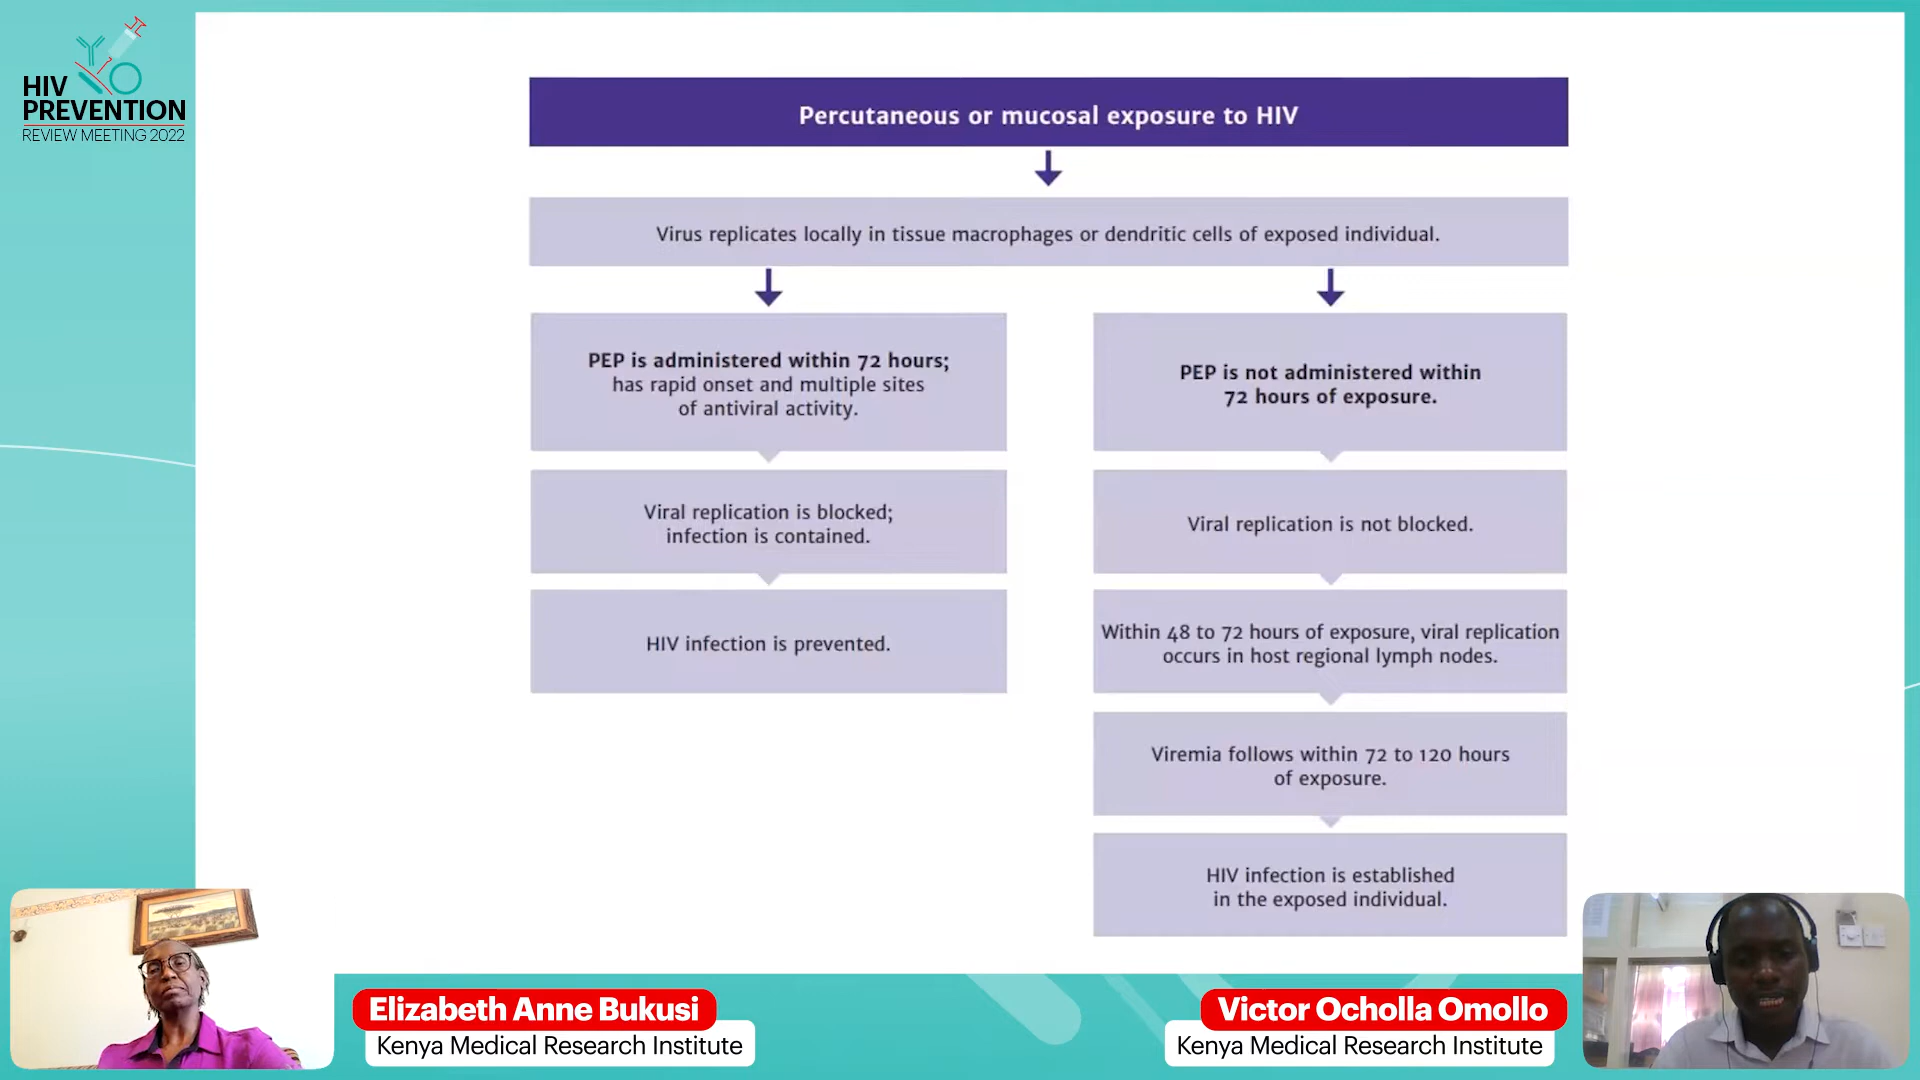 HIV
PREVENTION
REVIEW MEETING 2022
Percutaneous or mucosal exposure to HIV
Virus replicates locally in tissue macrophages or dendritic cells of exposed individual.
PEP is administered within 72 hours;
has rapid onset and multiple sites
of antiviral activity.
Viral replication is blocked;
infection is contained.
HIV infection is prevented.
PEP is not administered within
72 hours of exposure.
Viral replication is not blocked.
Within 48 to 72 hours of exposure, viral replication
occurs in host regional lymph nodes.
Viremia follows within 72 to 120 hours
of exposure.
HIV infection is established
in the exposed individual.
Elizabeth Anne Bukusi
Kenya Medical Research Institute
Victor Ocholla Omollo
Kenya Medical Research Institute